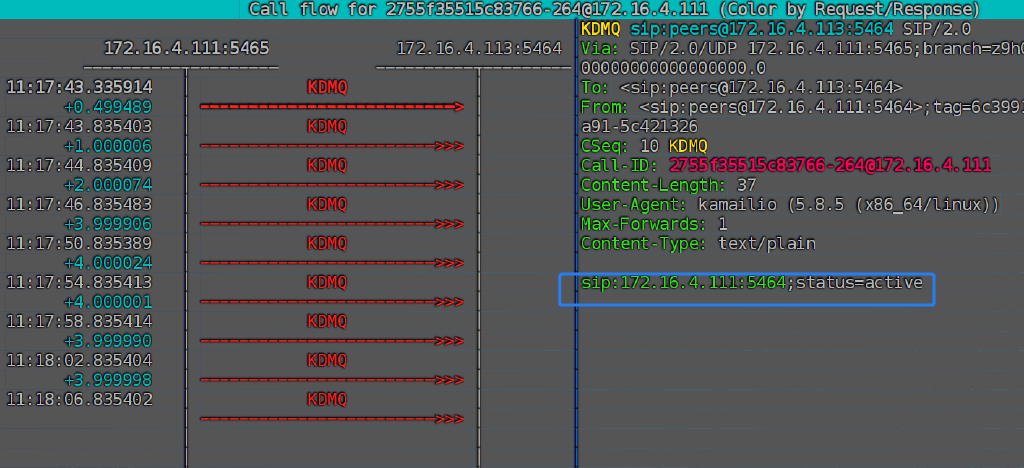 Call flow for 2755f35515c83766-264@172.16.4.111 (Color by Request/Response)
172.16.4.111:5465
172.16.4.113:5464
11:17:43.335914
KDMQ
+0.499489
11:17:43.835403
KDMQ
+1.000006
11:17:44.835409
KDMQ
+2.000074
11:17:46.835483
KDMQ
+3.999906
11:17:50.835389
KDMQ
+4.000024
11:17:54.835413
KDMQ
+4.000001
11:17:58.835414
KDMQ
+3.999990
11:18:02.835404
KDMQ
+3.999998
11:18:06.835402
KDMQ
KDMQ sip:peers@172.16.4.113:5464 SIP/2.0
Via: SIP/2.0/UDP 172.16.4.111:5465;branch=z9hG
00000000000000000.0
To: <sip:peers@172.16.4.113:5464>
From: <sip:peers@172.16.4.111:5464>;tag=6c3991
a91-5c421326
CSeq: 10 KDMQ
Call-ID: 2755f35515c83766-264@172.16.4.111
Content-Length: 37
User-Agent: kamailio (5.8.5 (x86_64/linux))
Max-Forwards: 1
Content-Type: text/plain
sip:172.16.4.111:5464;status=active